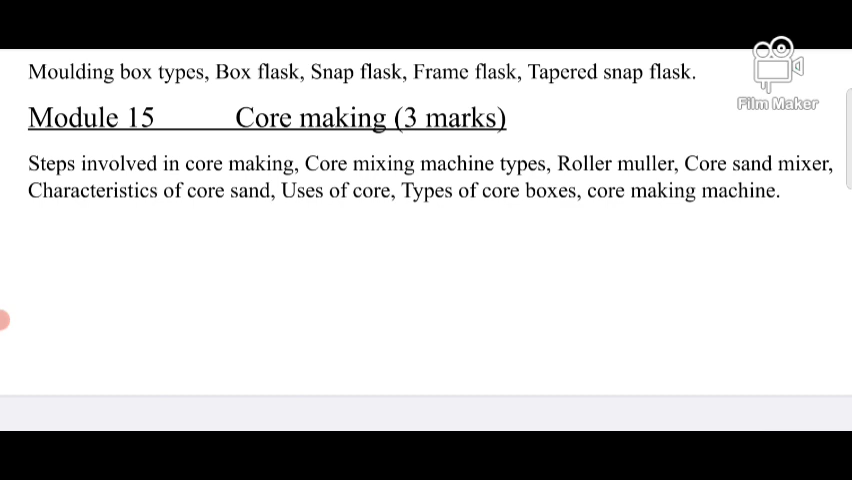 Moulding box types, Box flask, Snap flask, Frame flask, Tapered snap flask.
Film Maker
Module 15 Core making (3 marks)
Steps involved in core making, Core mixing machine types, Roller muller, Core sand mixer,
Characteristics of core sand, Uses of core, Types of core boxes, core making machine.